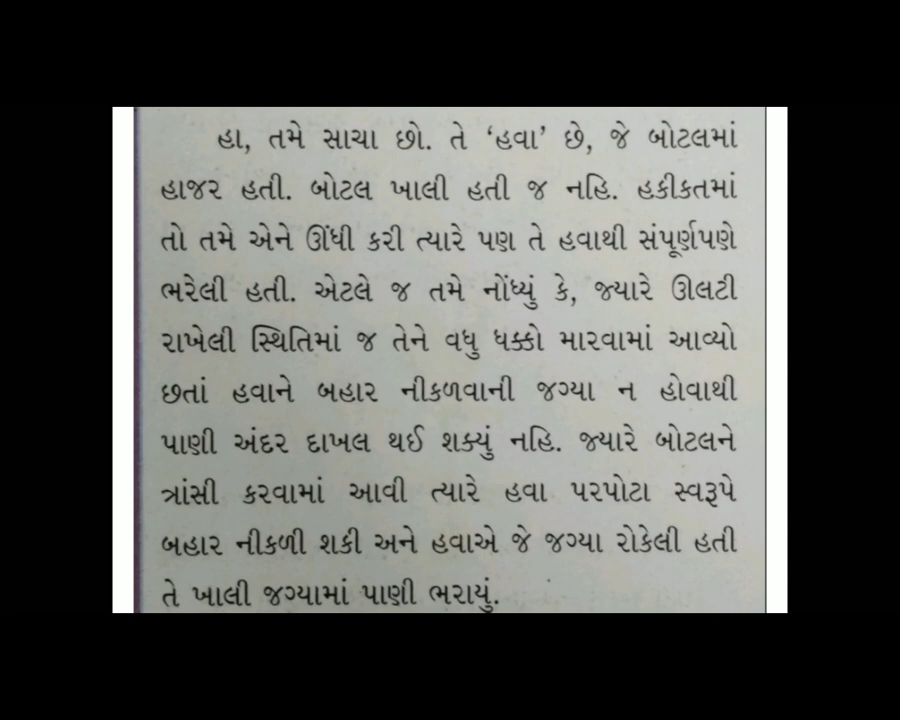 હા, તમે સાચા છો. તે ‘હવા’ છે, જે બોટલમાં
હાજર હતી. બોટલ ખાલી હતી જ નહિ. હકીકતમાં
તો તમે એને ઊંધી કરી ત્યારે પણ તે હવાથી સંપૂર્ણપણે
ભરેલી હતી. એટલે જ તમે નોંધ્યું કે, જ્યારે ઊલટી
રાખેલી સ્થિતિમાં જ તેને વધુ ધક્કો મારવામાં આવ્યો
છતાં હવાને બહાર નીકળવાની જગ્યા ન હોવાથી
પાણી અંદર દાખલ થઈ શક્યું નહિ. જ્યારે બોટલને
ત્રાંસી કરવામાં આવી ત્યારે હવા પરપોટા સ્વરૂપે
બહાર નીકળી શકી અને હવાએ જે જગ્યા રોકેલી હતી
તે ખાલી જગ્યામાં પાણી ભરાયું.